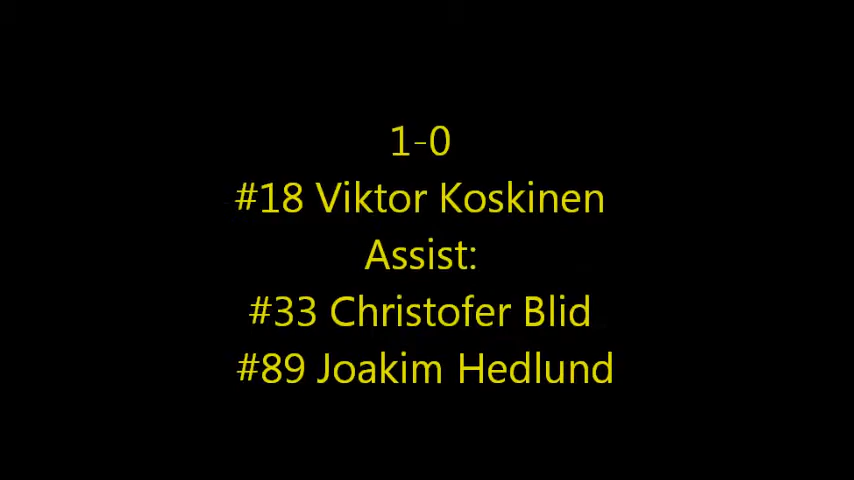 1-0
#18 Viktor Koskinen
Assist:
#33 Christofer Blid
#89 Joakim Hedlund